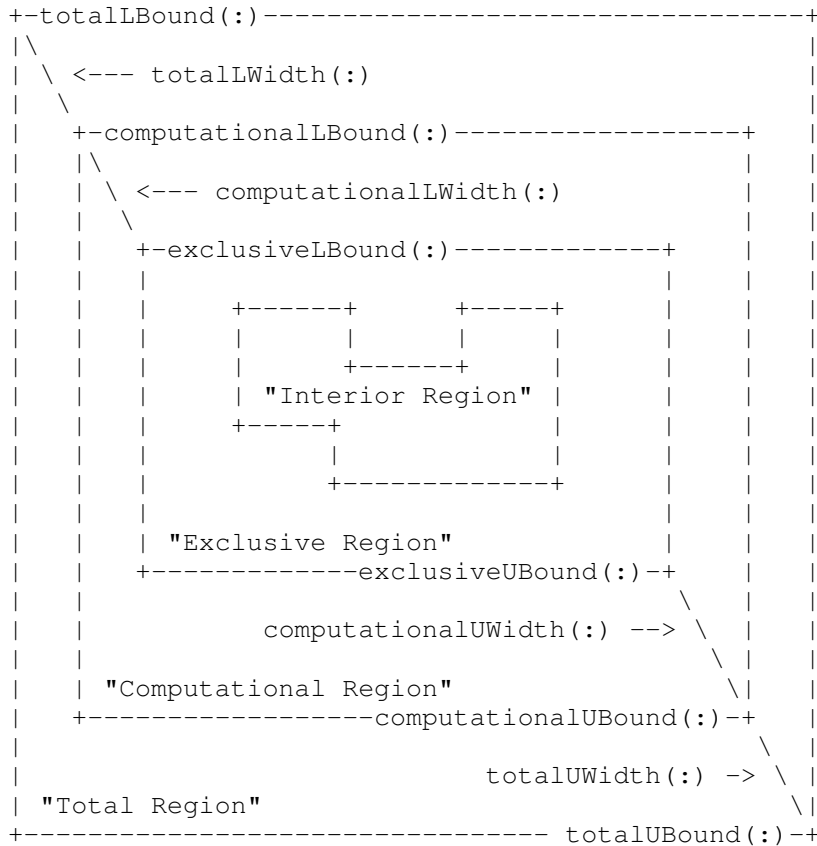 totalLBound(:)
<--- totalLWidth(:)
computationalLBound(:)
<--- computationalLWidth(:)
exclusiveLBound(:)
"Interior Region"
"Exclusive Region"
exclusiveUBound(:)
computationalUWidth(:) -->
"Computational Region"
computationalUBound(:)
totalUWidth(:) ->
"Total Region"
totalUBound(:)